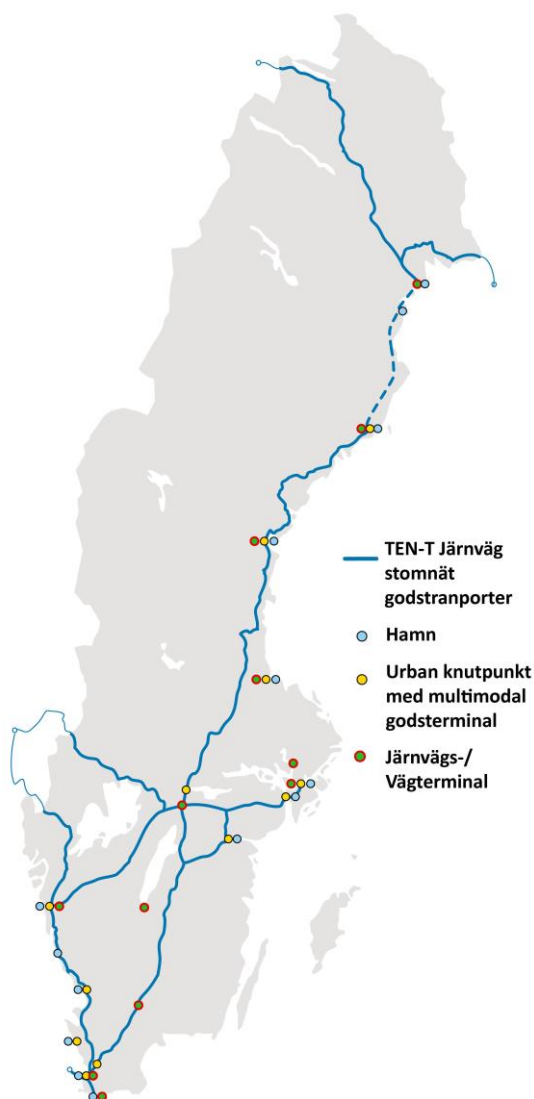 TEN-T Järnväg
stomnät
godstranporter
Hamn
Urban knutpunkt
med multimodal
godsterminal
Järnvägs-/
Vägterminal